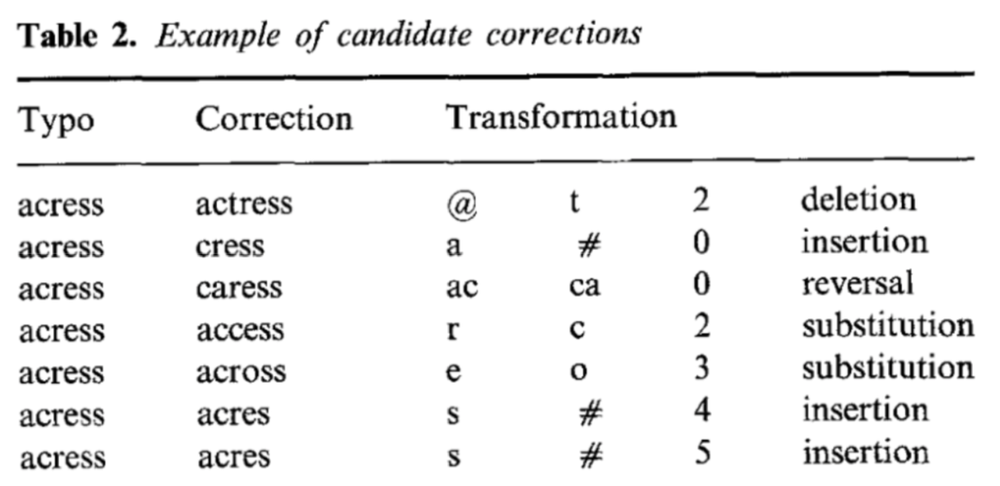 Table 2. Example of candidate corrections
Typo Correction Transformation
acress actress @ t 2 deletion
acress cress a # 0 insertion
acress caress ac ca 0 reversal
acress access r c 2 substitution
acress across e o 3 substitution
acress acres s # 4 insertion
acress acres s # 5 insertion